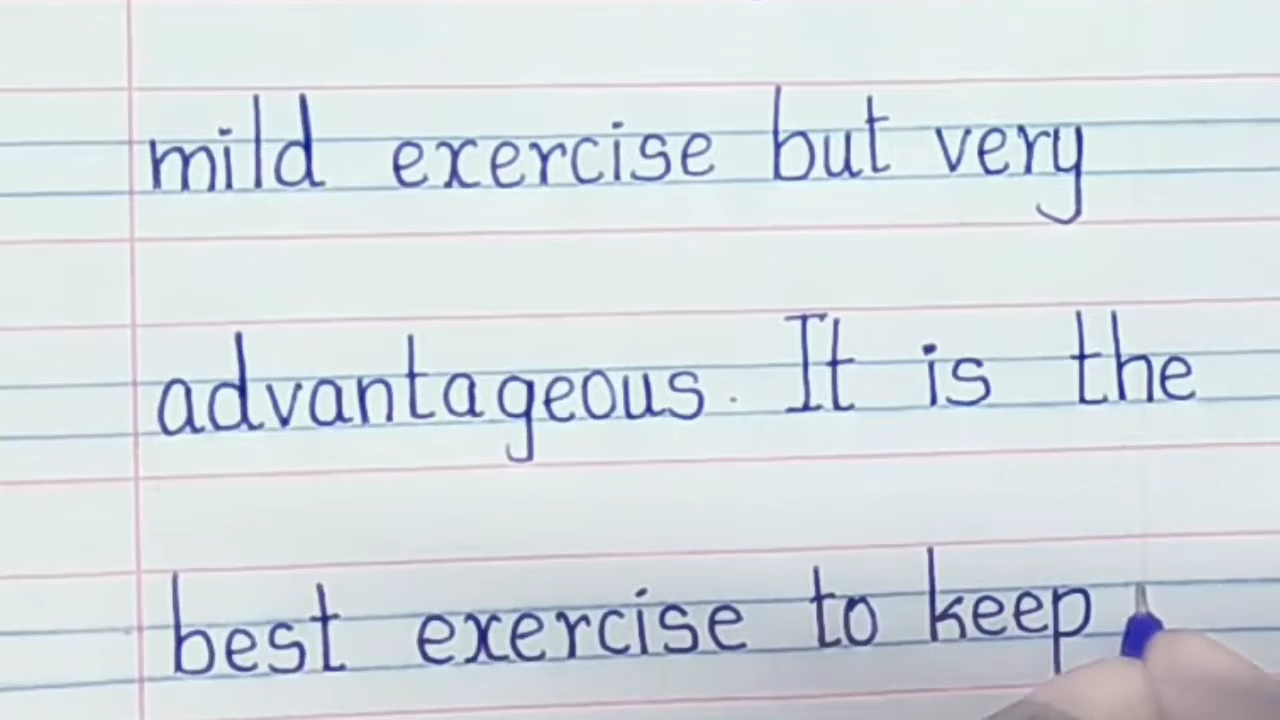 mild exercise but very
advantageous. It is the
best exercise to keep